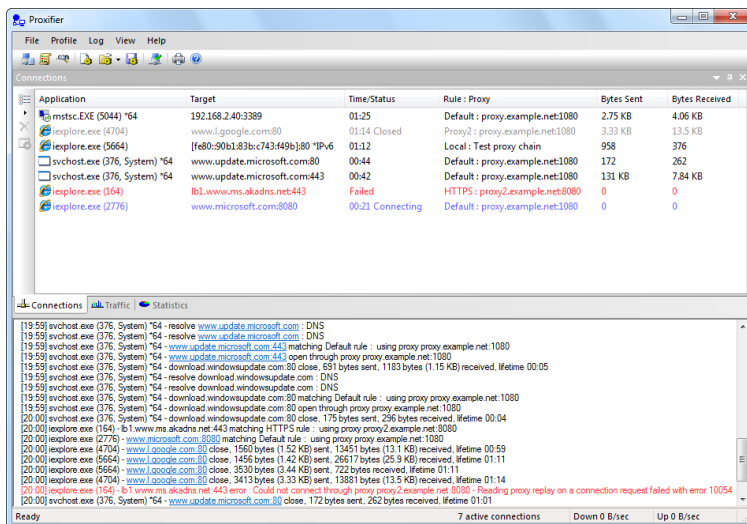 Proxifier
File Profile Log View Help
Connections
Application Target Time/Status Rule : Proxy Bytes Sent Bytes Received
mstsc.EXE (5044) *64 192.168.2.40:3389 01:25 Default : proxy.example.net:1080 2.75 KB 4.06 KB
iexplore.exe (4704) www.l.google.com:80 01:14 Closed Proxy2 : proxy.example.net:1080 3.33 KB 13.5 KB
iexplore.exe (5664) [fe80:90b1:83b:c743:f49b]:80 *IPv6 01:12 Local : Test proxy chain 958 376
svchost.exe (376, System) *64 www.update.microsoft.com:80 00:44 Default : proxy.example.net:1080 172 262
svchost.exe (376, System) *64 www.update.microsoft.com:443 00:42 Default : proxy.example.net:1080 131 KB 7.84 KB
iexplore.exe (164) lb1.www.ms.akadns.net:443 Failed HTTPS : proxy2.example.net:8080 0 0
iexplore.exe (2776) www.microsoft.com:8080 00:21 Connecting Default : proxy.example.net:1080 0 0
Connections Traffic Statistics
[19:59] svchost.exe (376, System) *64 - resolve www.update.microsoft.com : DNS
[19:59] svchost.exe (376, System) *64 - resolve www.update.microsoft.com : DNS
[19:59] svchost.exe (376, System) *64 - www.update.microsoft.com:443 matching Default rule : using proxy proxy.example.net:1080
[19:59] svchost.exe (376, System) *64 - www.update.microsoft.com:443 open through proxy proxy.example.net:1080
[19:59] svchost.exe (376, System) *64 - download.windowsupdate.com:80 close, 691 bytes sent, 1183 bytes (1.15 KB) received, lifetime 00:05
[19:59] svchost.exe (376, System) *64 - resolve download.windowsupdate.com : DNS
[19:59] svchost.exe (376, System) *64 - resolve download.windowsupdate.com : DNS
[19:59] svchost.exe (376, System) *64 - download.windowsupdate.com:80 matching Default rule : using proxy proxy.example.net:1080
[19:59] svchost.exe (376, System) *64 - download.windowsupdate.com:80 open through proxy proxy.example.net:1080
[20:00] svchost.exe (376, System) *64 - download.windowsupdate.com:80 close, 175 bytes sent, 296 bytes received, lifetime 00:04
[20:00] iexplore.exe (164) - lb1.www.ms.akadns.net:443 matching HTTPS rule : using proxy proxy2.example.net:8080
[20:00] iexplore.exe (2776) - www.microsoft.com:8080 matching Default rule : using proxy proxy.example.net:1080
[20:00] iexplore.exe (4704) - www.l.google.com:80 close, 1560 bytes (1.52 KB) sent, 13451 bytes (13.1 KB) received, lifetime 00:59
[20:00] iexplore.exe (5664) - www.l.google.com:80 close, 1456 bytes (1.42 KB) sent, 26617 bytes (25.9 KB) received, lifetime 01:11
[20:00] iexplore.exe (5664) - www.l.google.com:80 close, 3530 bytes (3.44 KB) sent, 722 bytes received, lifetime 01:11
[20:00] iexplore.exe (4704) - www.l.google.com:80 close, 3413 bytes (3.33 KB) sent, 13881 bytes (13.5 KB) received, lifetime 01:14
[20:00] iexplore.exe (164) - lb1.www.ms.akadns.net:443 error : Could not connect through proxy proxy2.example.net:8080 - Reading proxy replay on a connection request failed with error 10054
[20:00] svchost.exe (376, System) *64 - www.update.microsoft.com:80 close, 172 bytes sent, 262 bytes received, lifetime 01:01
Ready 7 active connections Down 0 B/sec Up 0 B/sec